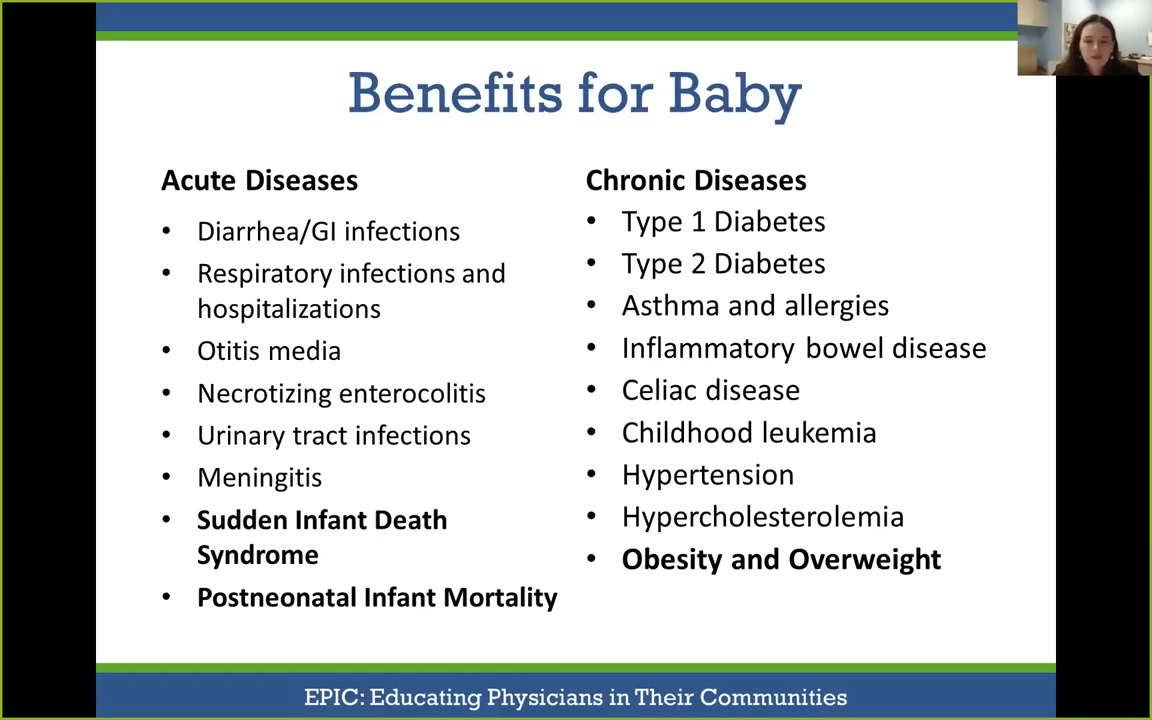 Benefits for Baby
Acute Diseases
• Diarrhea/GI infections
• Respiratory infections and
hospitalizations
• Otitis media
• Necrotizing enterocolitis
• Urinary tract infections
• Meningitis
• Sudden Infant Death
Syndrome
• Postneonatal Infant Mortality
Chronic Diseases
• Type 1 Diabetes
• Type 2 Diabetes
• Asthma and allergies
• Inflammatory bowel disease
• Celiac disease
• Childhood leukemia
• Hypertension
• Hypercholesterolemia
• Obesity and Overweight
EPIC: Educating Physicians in Their Communities